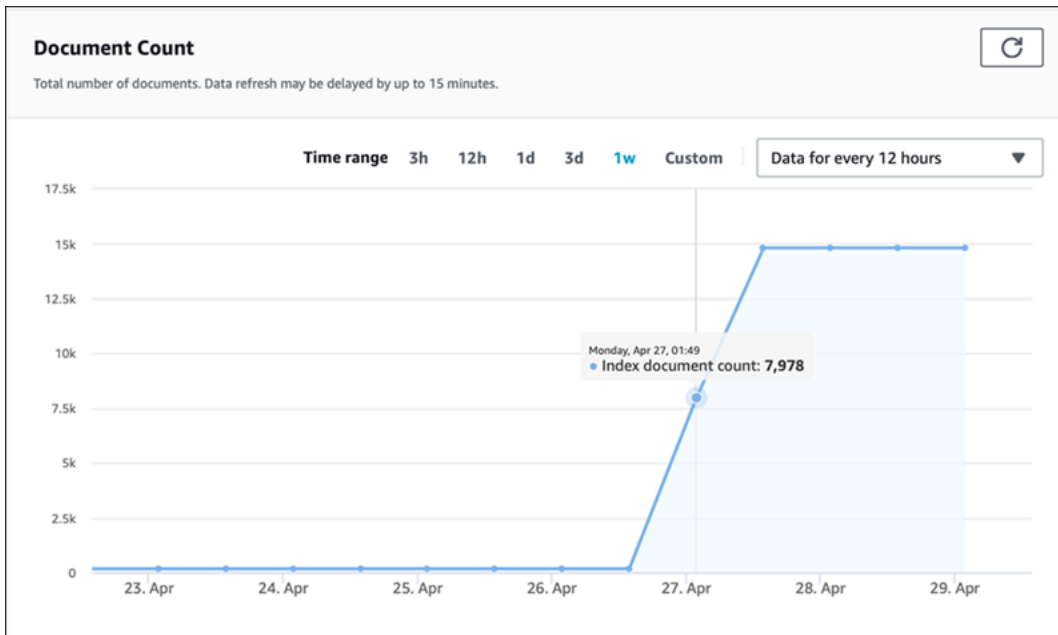 Document Count
Total number of documents. Data refresh may be delayed by up to 15 minutes.
Time range 3h 12h 1d 3d 1w Custom Data for every 12 hours
17.5k
15k
12.5k
10k
7.5k
5k
2.5k
0
Monday, Apr 27, 01:49
Index document count: 7,978
23. Apr 24. Apr 25. Apr 26. Apr 27. Apr 28. Apr 29. Apr